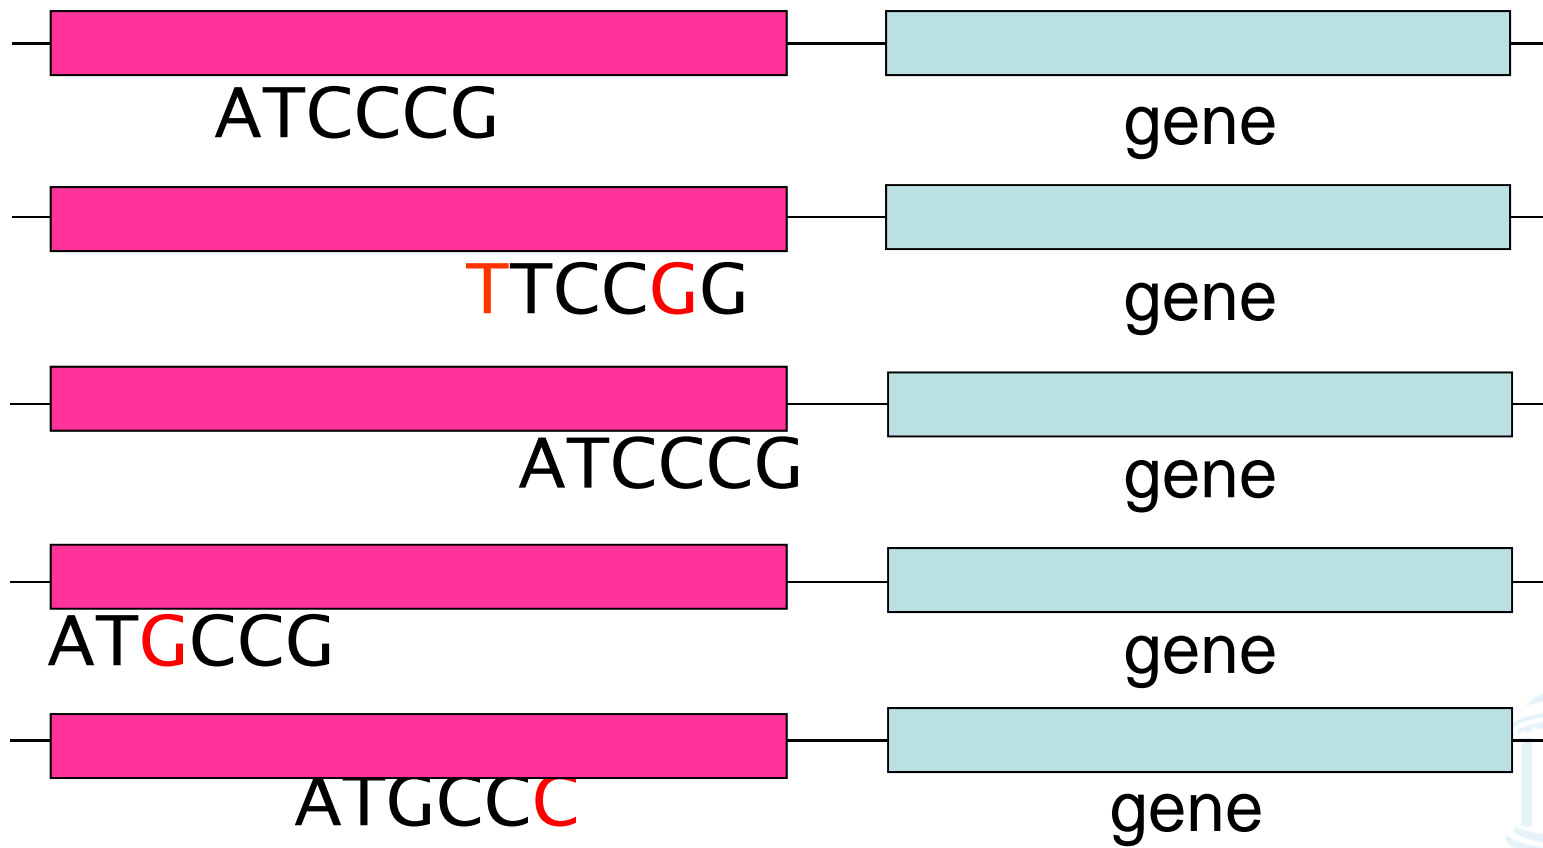 ATCCCG
gene
TTCCGG
gene
ATCCCG
gene
ATGCCG
gene
ATGCCC
gene